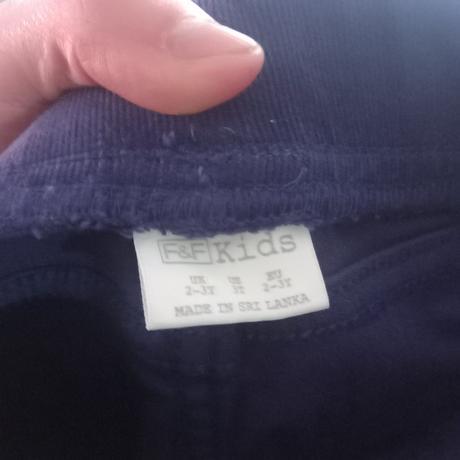 F&F Kids
UK US EU
2-3Y 3T 2-3Y
MADE IN SRI LANKA